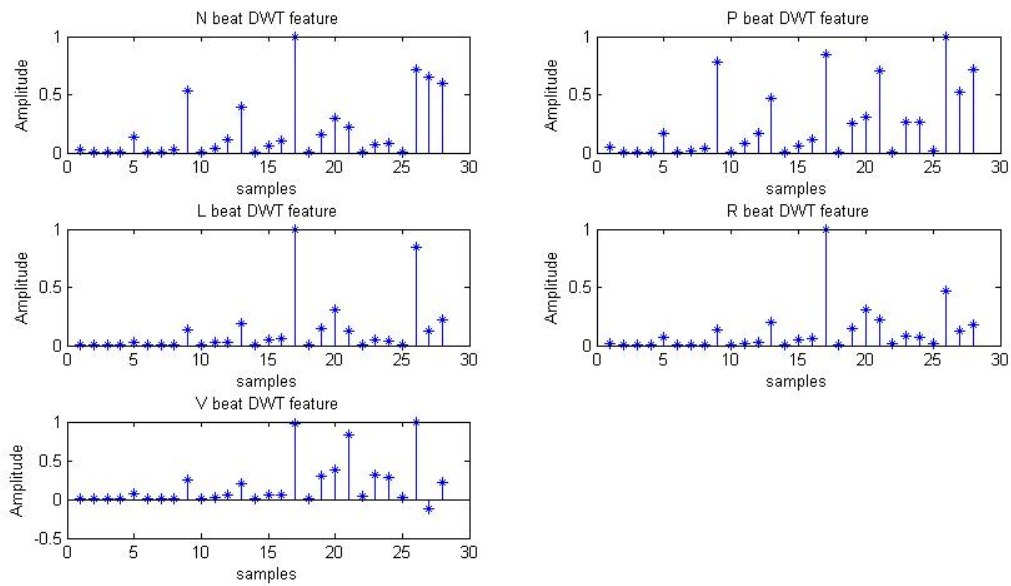 N beat DWT feature
1
0.5
0
Amplitude
0 5 10 15 20 25 30
samples
P beat DWT feature
1
0.5
0
Amplitude
0 5 10 15 20 25 30
samples
L beat DWT feature
1
0.5
0
Amplitude
0 5 10 15 20 25 30
samples
R beat DWT feature
1
0.5
0
Amplitude
0 5 10 15 20 25 30
samples
V beat DWT feature
1
0.5
0
-0.5
Amplitude
0 5 10 15 20 25 30
samples